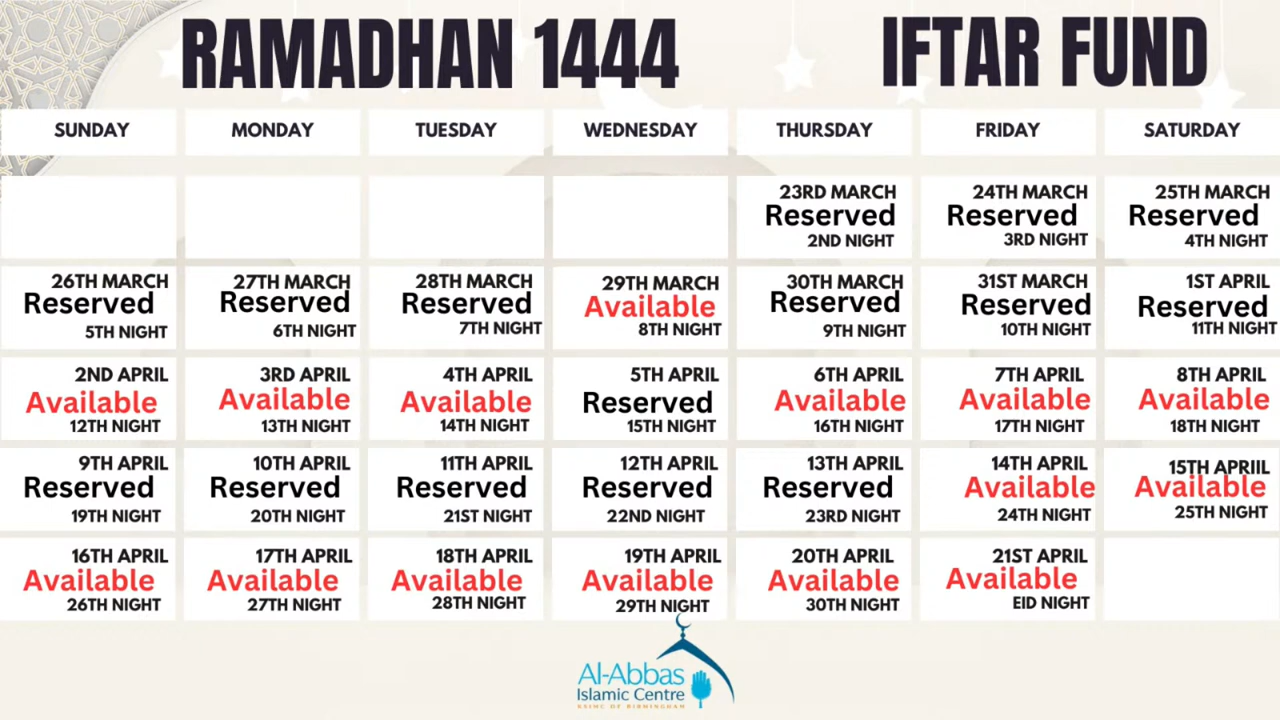 RAMADHAN 1444
IFTAR FUND
SUNDAY MONDAY TUESDAY WEDNESDAY THURSDAY FRIDAY SATURDAY
23RD MARCH
Reserved
2ND NIGHT
24TH MARCH
Reserved
3RD NIGHT
25TH MARCH
Reserved
4TH NIGHT
26TH MARCH
Reserved
5TH NIGHT
27TH MARCH
Reserved
6TH NIGHT
28TH MARCH
Reserved
7TH NIGHT
29TH MARCH
Available
8TH NIGHT
30TH MARCH
Reserved
9TH NIGHT
31ST MARCH
Reserved
10TH NIGHT
1ST APRIL
Reserved
11TH NIGHT
2ND APRIL
Available
12TH NIGHT
3RD APRIL
Available
13TH NIGHT
4TH APRIL
Available
14TH NIGHT
5TH APRIL
Reserved
15TH NIGHT
6TH APRIL
Available
16TH NIGHT
7TH APRIL
Available
17TH NIGHT
8TH APRIL
Available
18TH NIGHT
9TH APRIL
Reserved
19TH NIGHT
10TH APRIL
Reserved
20TH NIGHT
11TH APRIL
Reserved
21ST NIGHT
12TH APRIL
Reserved
22ND NIGHT
13TH APRIL
Reserved
23RD NIGHT
14TH APRIL
Available
24TH NIGHT
15TH APRIIL
Available
25TH NIGHT
16TH APRIL
Available
26TH NIGHT
17TH APRIL
Available
27TH NIGHT
18TH APRIL
Available
28TH NIGHT
19TH APRIL
Available
29TH NIGHT
20TH APRIL
Available
30TH NIGHT
21ST APRIL
Available
EID NIGHT
Al-Abbas
Islamic Centre
KSIMC OF BIRMINGHAM